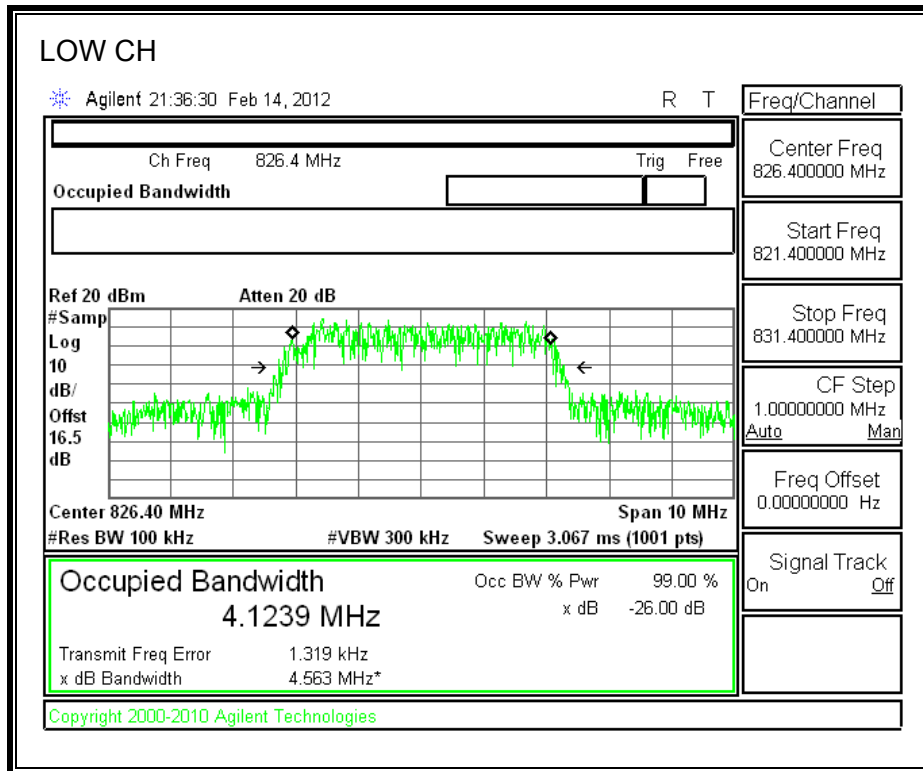 LOW CH
Agilent 21:36:30 Feb 14, 2012 R T
Freq/Channel
Ch Freq 826.4 MHz Trig Free
Occupied Bandwidth
Center Freq
826.400000 MHz
Start Freq
821.400000 MHz
Stop Freq
831.400000 MHz
CF Step
1.00000000 MHz
Auto Man
Freq Offset
0.00000000 Hz
Signal Track
On Off
Ref 20 dBm Atten 20 dB
#Samp
Log
10
dB/
Offst
16.5
dB
Center 826.40 MHz Span 10 MHz
#Res BW 100 kHz #VBW 300 kHz Sweep 3.067 ms (1001 pts)
Occupied Bandwidth Occ BW % Pwr 99.00 %
4.1239 MHz x dB -26.00 dB
Transmit Freq Error 1.319 kHz
x dB Bandwidth 4.563 MHz*
Copyright 2000-2010 Agilent Technologies